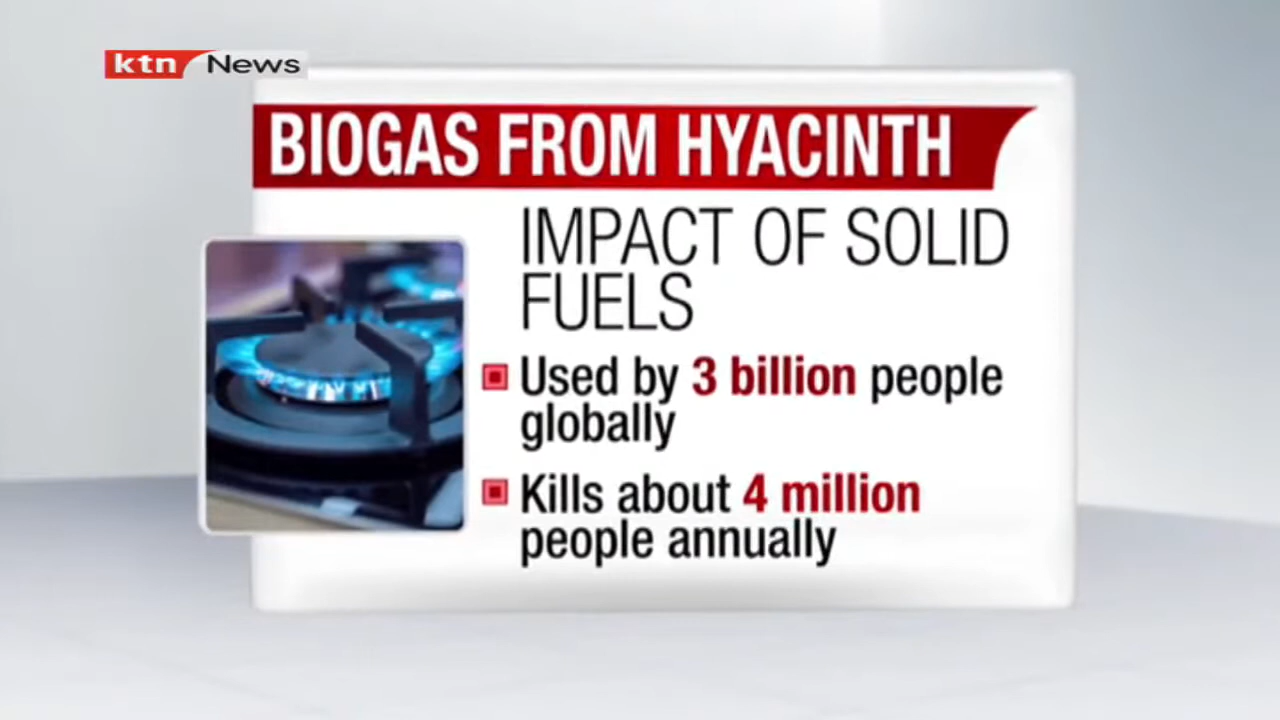 ktn News
BIOGAS FROM HYACINTH
IMPACT OF SOLID
FUELS
Used by 3 billion people
globally
Kills about 4 million
people annually